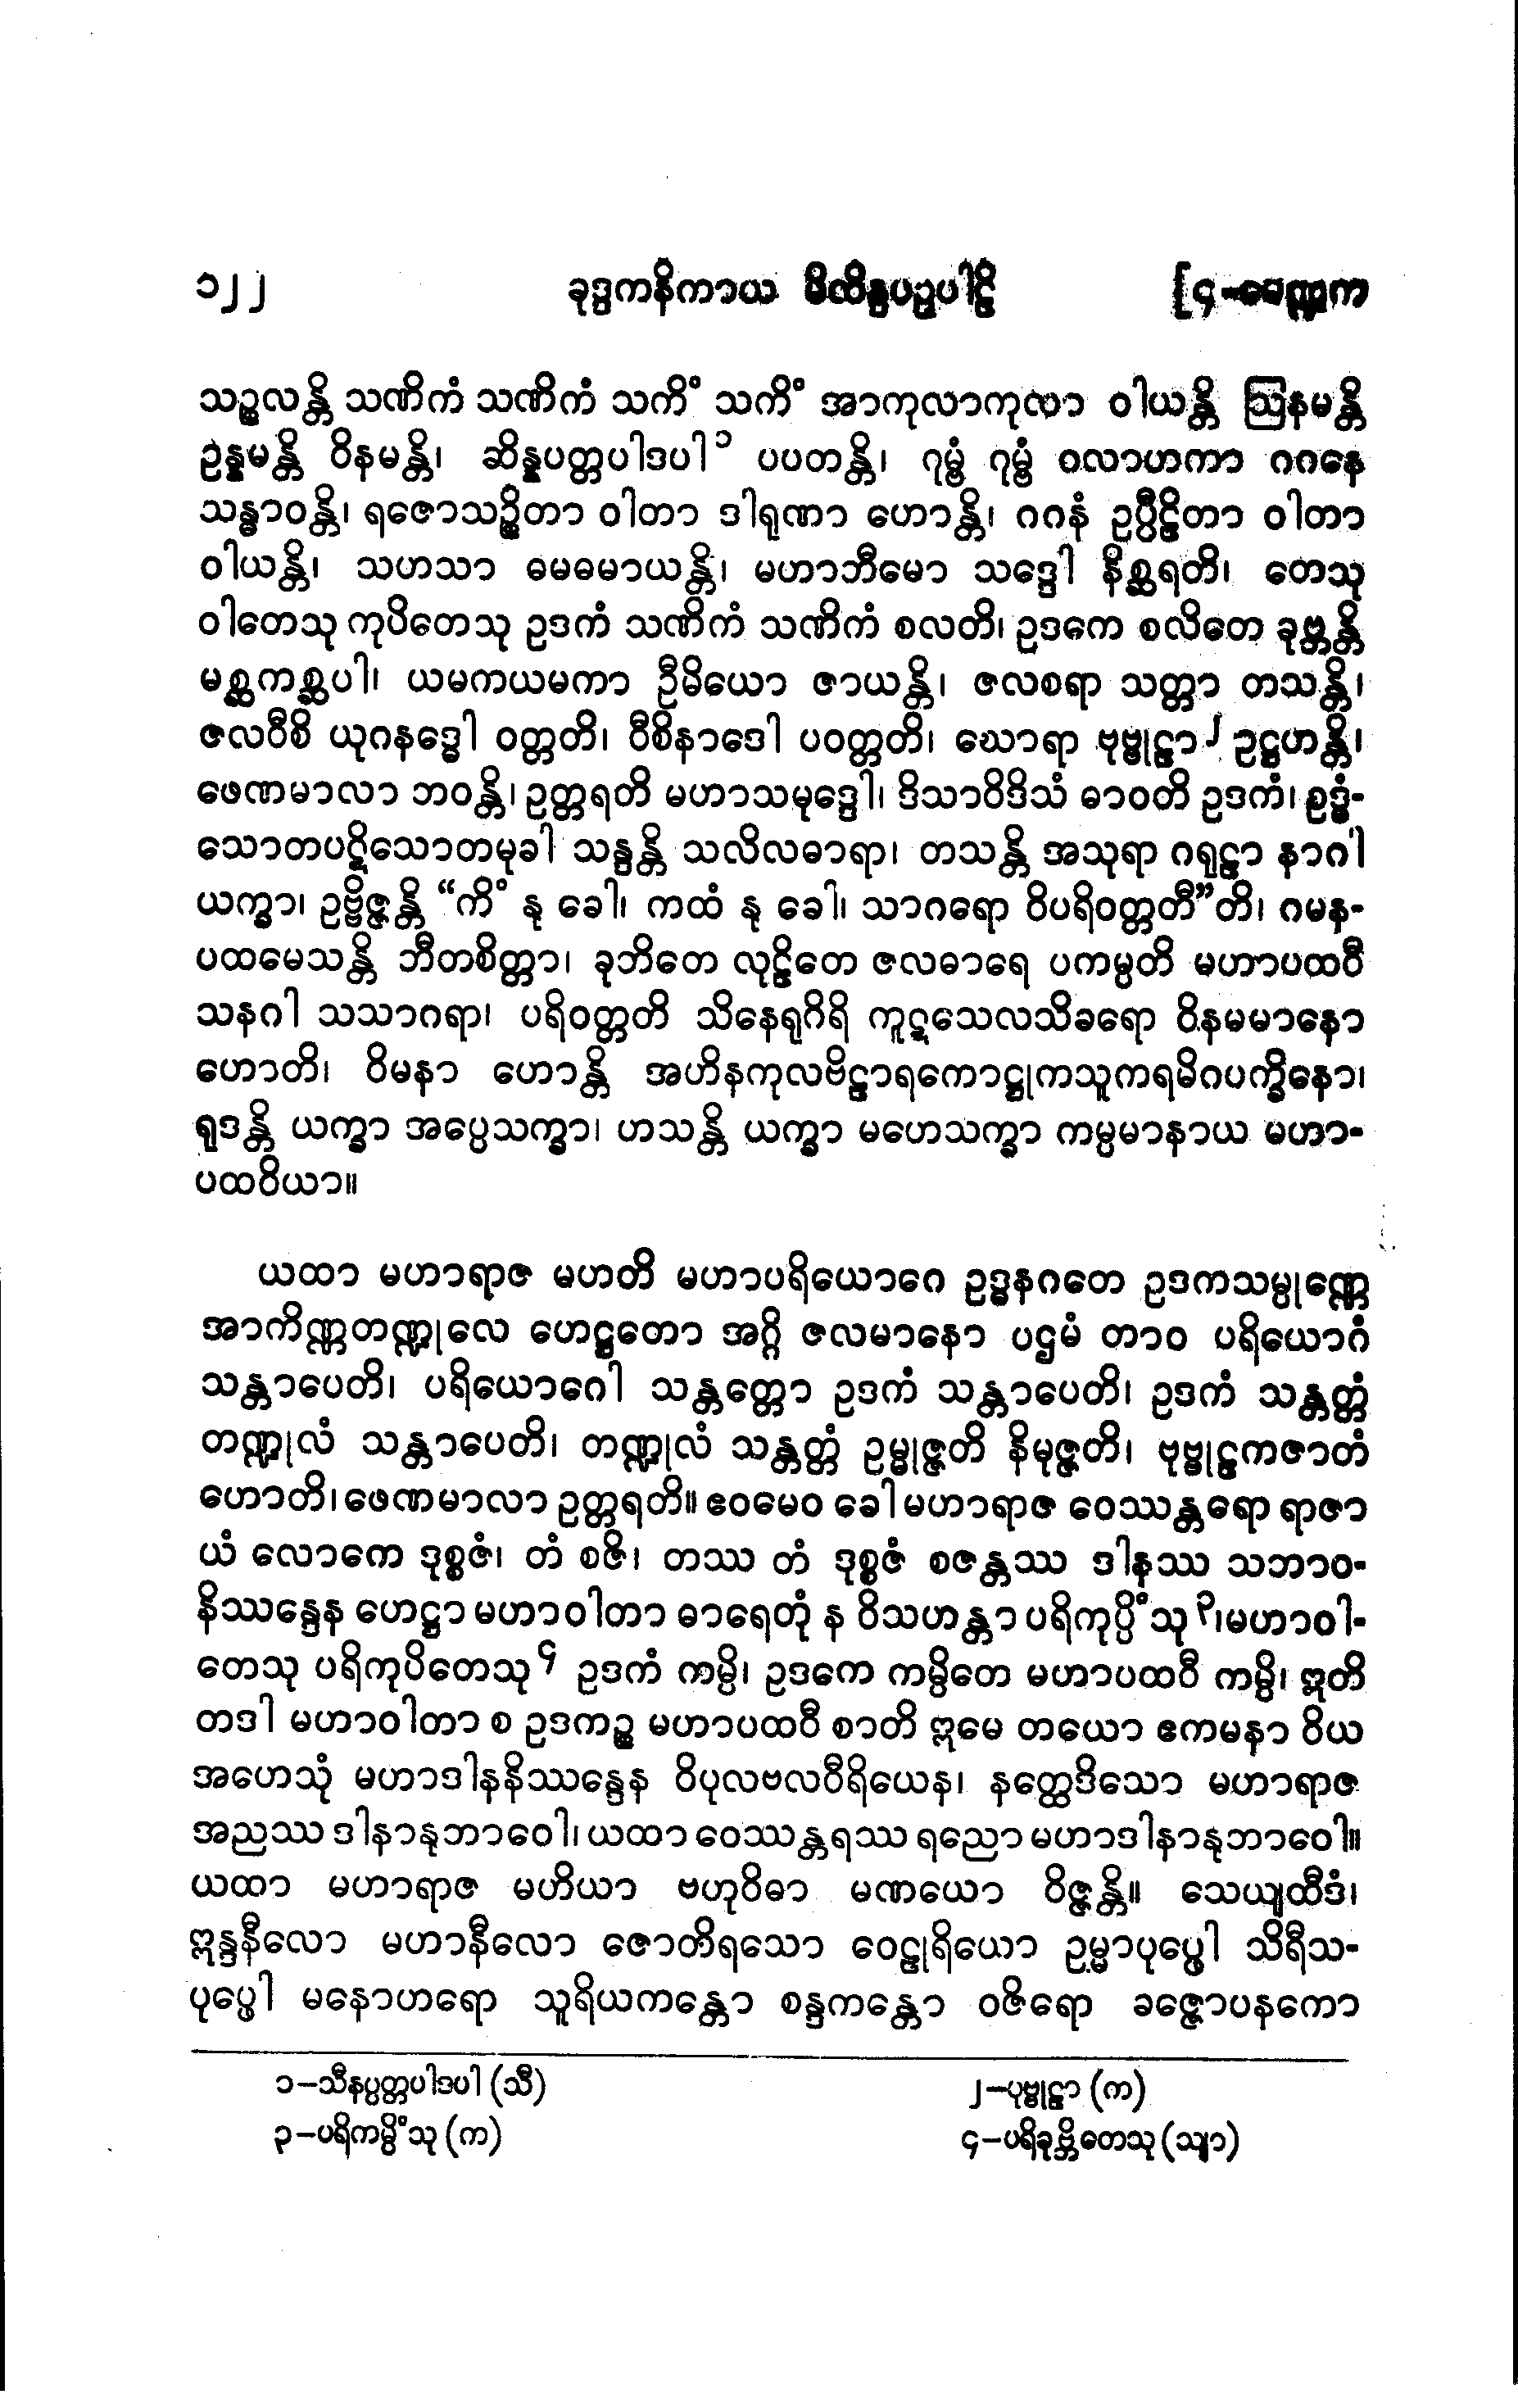 ၁၂၂ ခုဒ္ဒကနိကာယ မိလိန္ဒပဉှပါဠိ [၄-မေဏ္ဍက
သဉ္စလန္တိ သဏိကံ သဏိကံ သကိံ သကိံ အာကုလာကုလာ ဝါယန္တိ ဩနမန္တိ
ဥန္နမန္တိ ဝိနမန္တိ၊ ဆိန္နပတ္တပါဒပါ ၁ ပပတန္တိ၊ ဂုမ္ဗံ ဂုမ္ဗံ ဝလာဟကာ ဂဂနေ
သန္ဓာဝန္တိ၊ ရဇောသဉ္စိတာ ဝါတာ ဒါရုဏာ ဟောန္တိ၊ ဂဂနံ ဥပ္ပီဠိတာ ဝါတာ
ဝါယန္တိ၊ သဟသာ ဓမဓမာယန္တိ၊ မဟာဘီမော သဒ္ဒေါ နိစ္ဆရတိ၊ တေသု
ဝါတေသု ကုပိတေသု ဥဒကံ သဏိကံ သဏိကံ စလတိ၊ ဥဒကေ စလိတေ ခုဗ္ဘန္တိ
မစ္ဆကစ္ဆပါ၊ ယမကယမကာ ဦမိယော ဇာယန္တိ၊ ဇလစရာ သတ္တာ တသန္တိ၊
ဇလဝီစိ ယုဂနဒ္ဓေါ ဝတ္တတိ၊ ဝီစိနာဒေါ ပဝတ္တတိ၊ ဃောရာ ဗုဗ္ဗုဠာ ၂ ဥဋ္ဌဟန္တိ၊
ဖေဏမာလာ ဘဝန္တိ၊ ဥတ္တရတိ မဟာသမုဒ္ဒေါ၊ ဒိသာဝိဒိသံ ဓာဝတိ ဥဒကံ၊ ဥဒ္ဓံ-
သောတပဋိသောတမုခါ သန္ဒန္တိ သလိလဓာရာ၊ တသန္တိ အသုရာ ဂရုဠာ နာဂါ
ယက္ခာ၊ ဥဗ္ဗိဇ္ဇန္တိ “ကိံ နု ခေါ၊ ကထံ နု ခေါ၊ သာဂရော ဝိပရိဝတ္တတီ”တိ၊ ဂမန-
ပထမေသန္တိ ဘီတစိတ္တာ၊ ခုဘိတေ လုဠိတေ ဇလဓာရေ ပကမ္ပတိ မဟာပထဝီ
သနဂါ သသာဂရာ၊ ပရိဝတ္တတိ သိနေရုဂိရိ ကူဋသေလသိခရော ဝိနမမာနော
ဟောတိ၊ ဝိမနာ ဟောန္တိ အဟိနကုလဗိဠာရကောဋ္ဌုကသူကရမိဂပက္ခိနော၊
ရုဒန္တိ ယက္ခာ အပ္ပေသက္ခာ၊ ဟသန္တိ ယက္ခာ မဟေသက္ခာ ကမ္ပမာနာယ မဟာ-
ပထဝိယာ။
ယထာ မဟာရာဇ မဟတိ မဟာပရိယောဂေ ဥဒ္ဓနဂတေ ဥဒကသမ္ပုဏ္ဏေ
အာကိဏ္ဏတဏ္ဍုလေ ဟေဋ္ဌတော အဂ္ဂိ ဇလမာနော ပဌမံ တာဝ ပရိယောဂံ
သန္တာပေတိ၊ ပရိယောဂေါ သန္တတ္တော ဥဒကံ သန္တာပေတိ၊ ဥဒကံ သန္တတ္တံ
တဏ္ဍုလံ သန္တာပေတိ၊ တဏ္ဍုလံ သန္တတ္တံ ဥမ္မုဇ္ဇတိ နိမုဇ္ဇတိ၊ ဗုဗ္ဗုဠကဇာတံ
ဟောတိ၊ ဖေဏမာလာ ဥတ္တရတိ။ ဧဝမေဝ ခေါ မဟာရာဇ ဝေဿန္တရော ရာဇာ
ယံ လောကေ ဒုစ္စဇံ၊ တံ စဇိ၊ တဿ တံ ဒုစ္စဇံ စဇန္တဿ ဒါနဿ သဘာဝ-
နိဿန္ဒေန ဟေဋ္ဌာ မဟာဝါတာ ဓာရေတုံ န ဝိသဟန္တာ ပရိကုပ္ပိံသု ၃၊ မဟာဝါ-
တေသု ပရိကုပိတေသု ၄ ဥဒကံ ကမ္ပိ၊ ဥဒကေ ကမ္ပိတေ မဟာပထဝီ ကမ္ပိ၊ ဣတိ
တဒါ မဟာဝါတာ စ ဥဒကဉ္စ မဟာပထဝီ စာတိ ဣမေ တယော ဧကမနာ ဝိယ
အဟေသုံ မဟာဒါနနိဿန္ဒေန ဝိပုလဗလဝီရိယေန၊ နတ္ထေဒိသော မဟာရာဇ
အညဿ ဒါနာနုဘာဝေါ၊ ယထာ ဝေဿန္တရဿ ရညော မဟာဒါနာနုဘာဝေါ။
ယထာ မဟာရာဇ မဟိယာ ဗဟုဝိဓာ မဏယော ဝိဇ္ဇန္တိ။ သေယျထိဒံ၊
ဣန္ဒနီလော မဟာနီလော ဇောတိရသော ဝေဠုရိယော ဥမ္မာပုပ္ဖေါ သိရီသ-
ပုပ္ဖေါ မနောဟရော သူရိယကန္တော စန္ဒကန္တော ဝဇိရော ခဇ္ဇောပနကော
၁-သီနပ္ပတ္တပါဒပါ (သီ) ၂-ပုဗ္ဗုဠာ (က)
၃-ပရိကမ္ပိံသု (က) ၄-ပရိခုဗ္ဘိတေသု (သျာ)